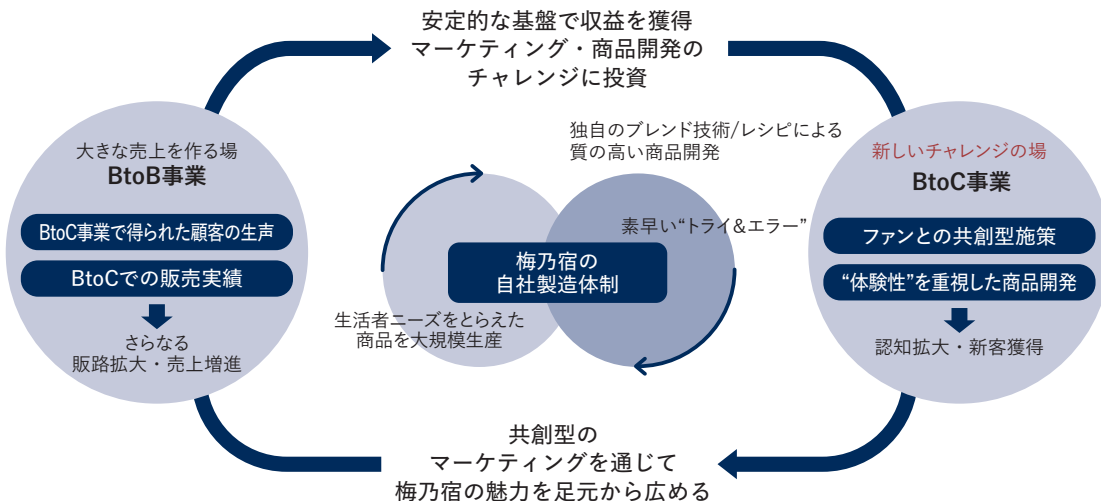 安定的な基盤で収益を獲得
マーケティング・商品開発の
チャレンジに投資
大きな売上を作る場
BtoB事業
BtoC事業で得られた顧客の生声
BtoCでの販売実績
さらなる
販路拡大・売上増進
独自のブレンド技術/レシピによる
質の高い商品開発
素早い“トライ&エラー”
梅乃宿の
自社製造体制
生活者ニーズをとらえた
商品を大規模生産
新しいチャレンジの場
BtoC事業
ファンとの共創型施策
“体験性”を重視した商品開発
認知拡大・新客獲得
共創型の
マーケティングを通じて
梅乃宿の魅力を足元から広める